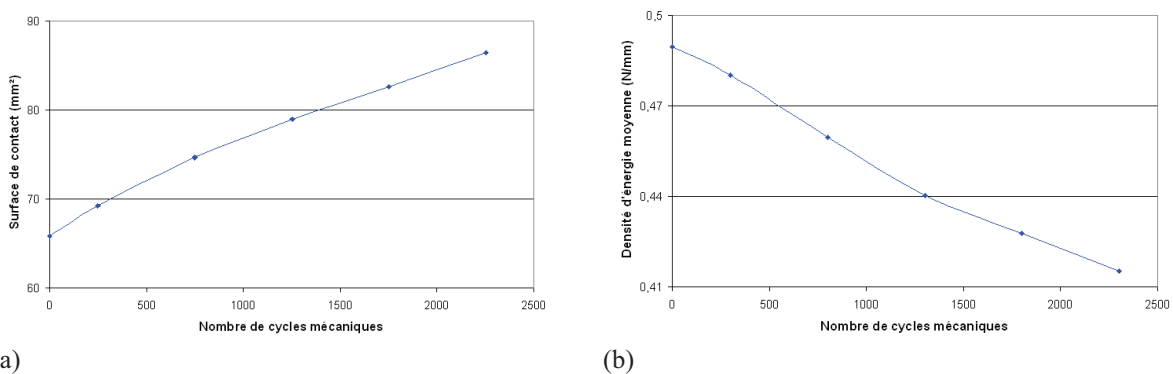 90
80
70
60
Surface de contact (mm²)
0 500 1000 1500 2000 2500
Nombre de cycles mécaniques
a)
0,5
0,47
0,44
0,41
Densité d'énergie moyenne (N/mm)
0 500 1000 1500 2000 2500
Nombre de cycles mécaniques
(b)